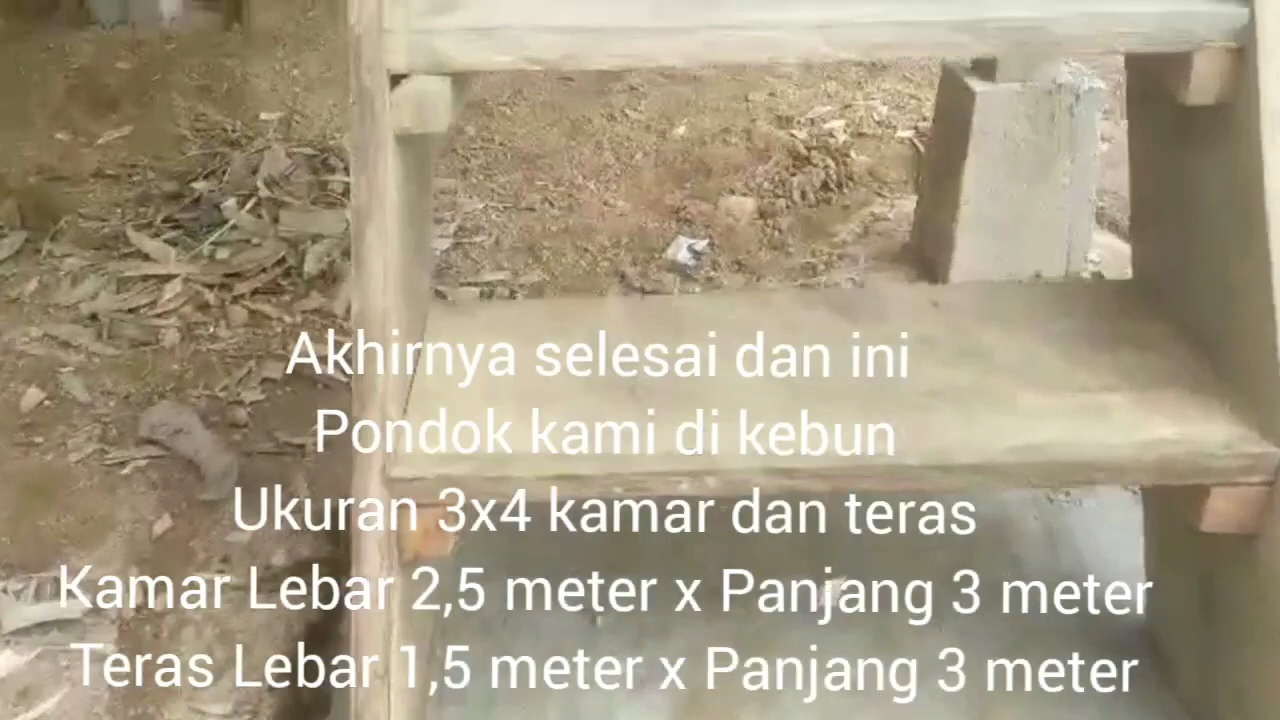 Akhirnya selesai dan ini
Pondok kami di kebun
Ukuran 3x4 kamar dan teras
Kamar Lebar 2,5 meter x Panjang 3 meter
Teras Lebar 1,5 meter x Panjang 3 meter